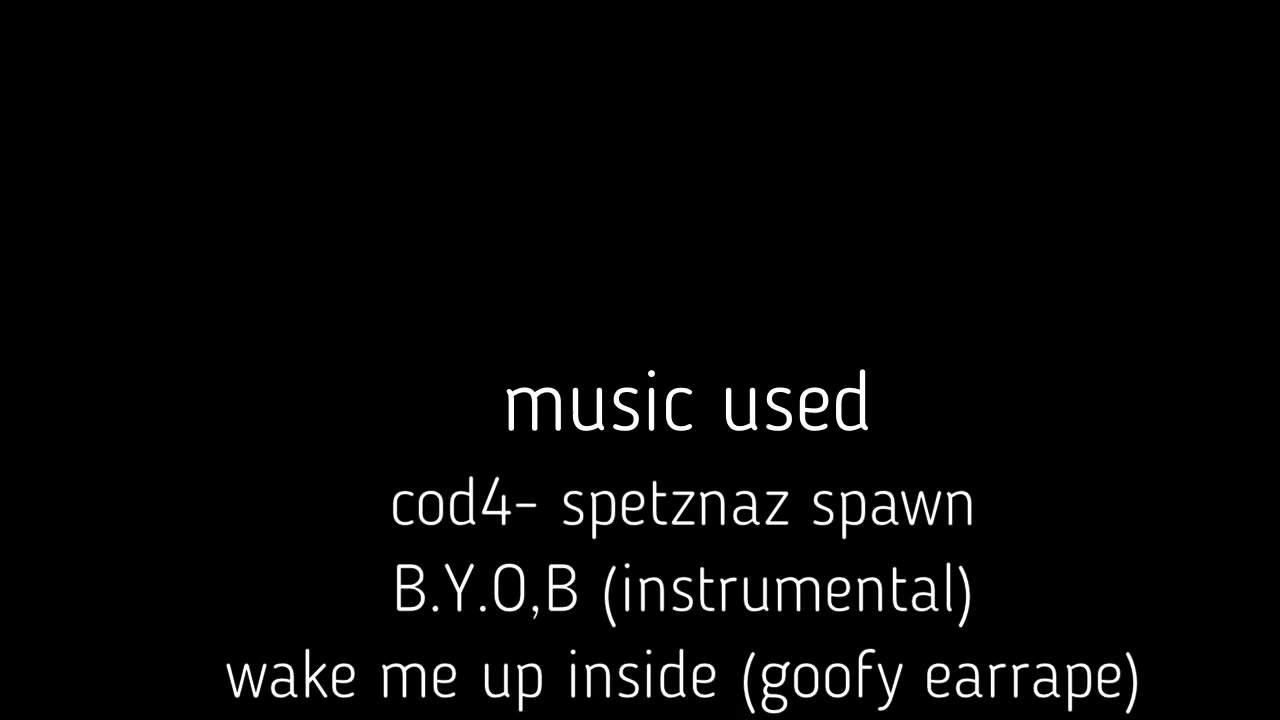 music used
cod4- spetznaz spawn
B.Y.O,B (instrumental)
wake me up inside (goofy earrape)